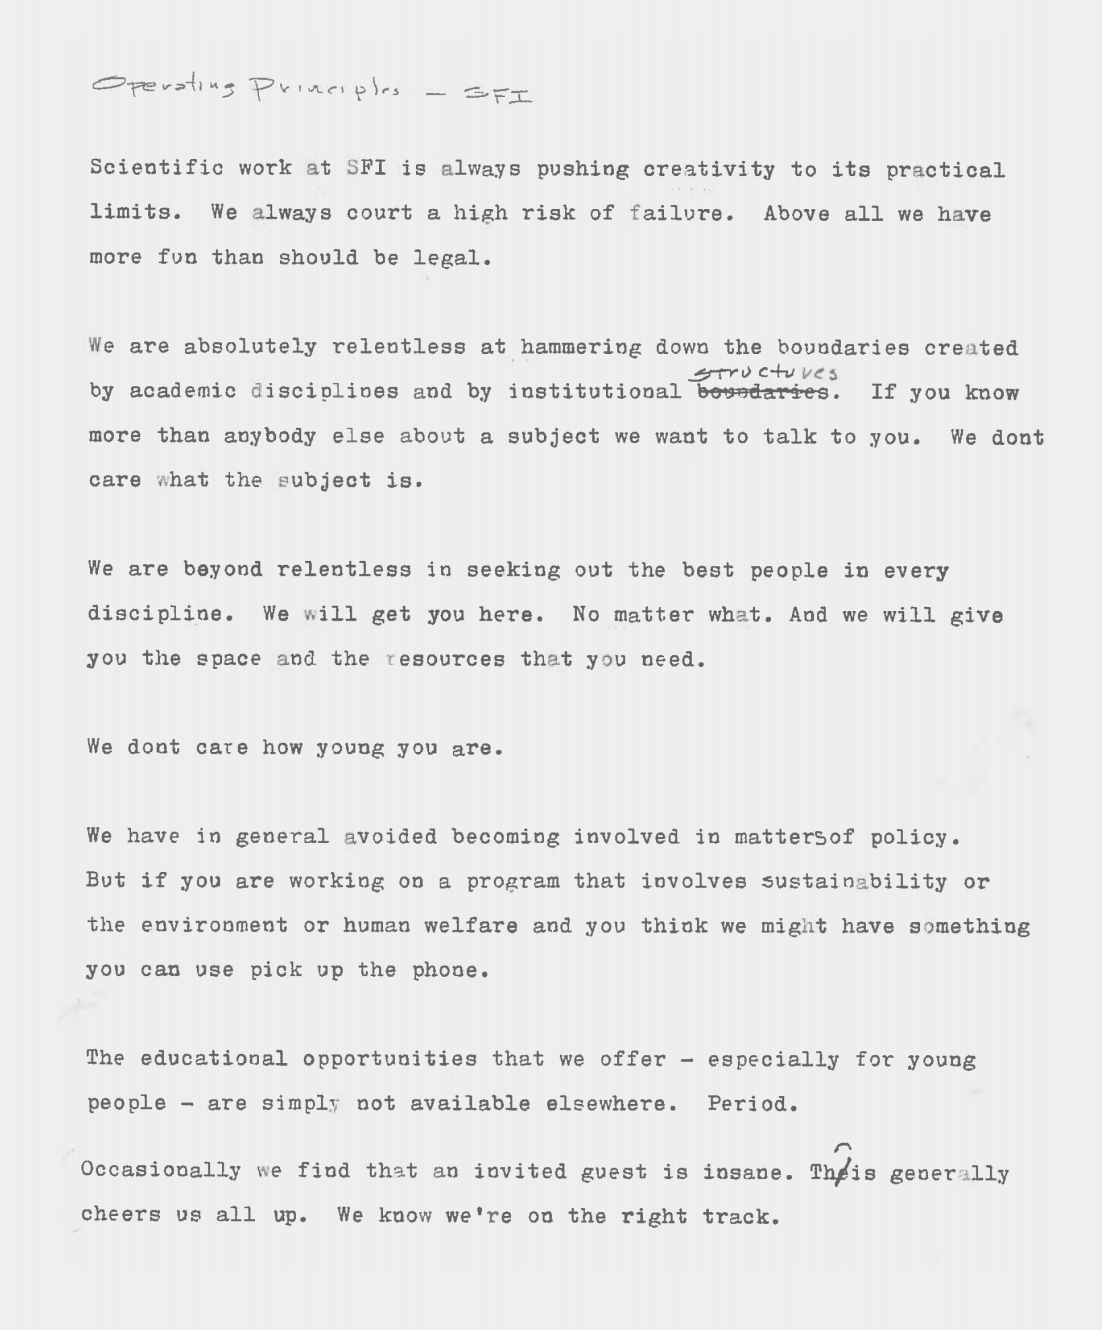 Operating Principles — SFI
Scientific work at SFI is always pushing creativity to its practical
limits. We always court a high risk of failure. Above all we have
more fun than should be legal.
We are absolutely relentless at hammering down the boundaries created
structures
by academic disciplines and by institutional boundaries. If you know
more than anybody else about a subject we want to talk to you. We dont
care what the subject is.
We are beyond relentless in seeking out the best people in every
discipline. We will get you here. No matter what. And we will give
you the space and the resources that you need.
We dont care how young you are.
We have in general avoided becoming involved in mattersof policy.
But if you are working on a program that involves sustainability or
the environment or human welfare and you think we might have something
you can use pick up the phone.
The educational opportunities that we offer – especially for young
people – are simply not available elsewhere. Period.
Occasionally we find that an invited guest is insane. This generally
cheers us all up. We know we're on the right track.